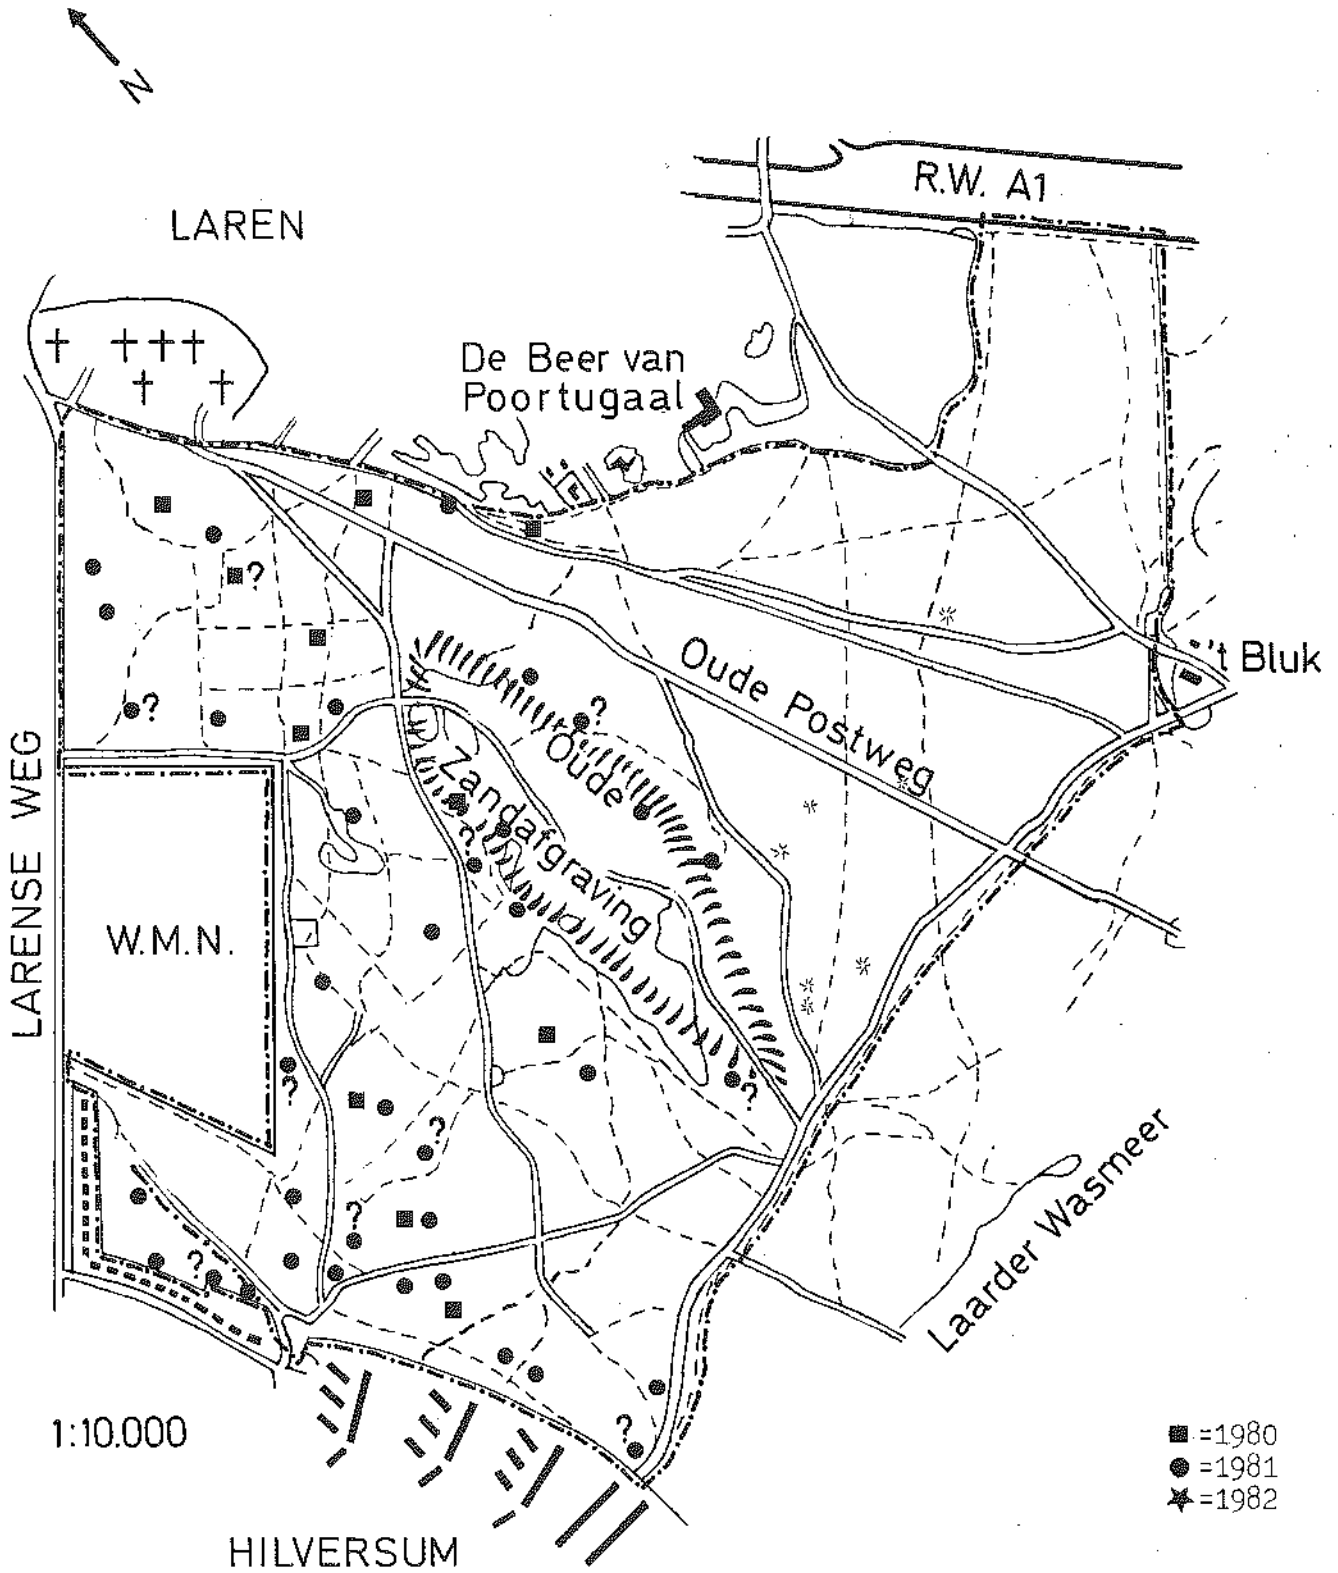 N
R.W. A1
LAREN
De Beer van
Poortugaal
?
't Bluk
Oude Postweg
?
?
Oude
Zandafgraving
?
LARENSE WEG
W.M.N.
?
?
?
?
?
Laarder Wasmeer
?
1:10.000
■ =1980
● =1981
★ =1982
HILVERSUM